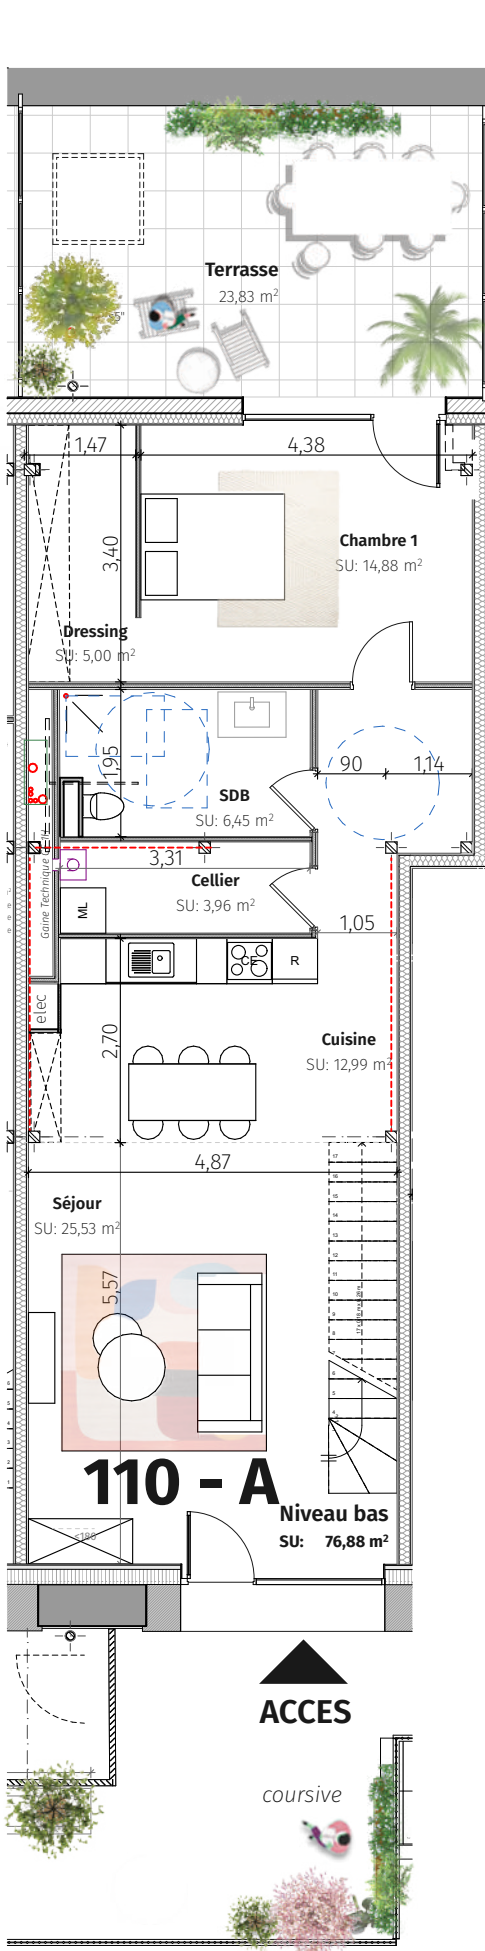 Terrasse
23,83 m²
1,47
4,38
3,40
Chambre 1
SU: 14,88 m²
Dressing
SU: 5,00 m²
1,95
90
1,14
SDB
SU: 6,45 m²
Gaine Technique
3,31
Cellier
SU: 3,96 m²
ML
1,05
CE
R
elec
2,70
Cuisine
SU: 12,99 m²
4,87
Séjour
SU: 25,53 m²
5,57
110 - A
Niveau bas
SU: 76,88 m²
<180
ACCES
coursive